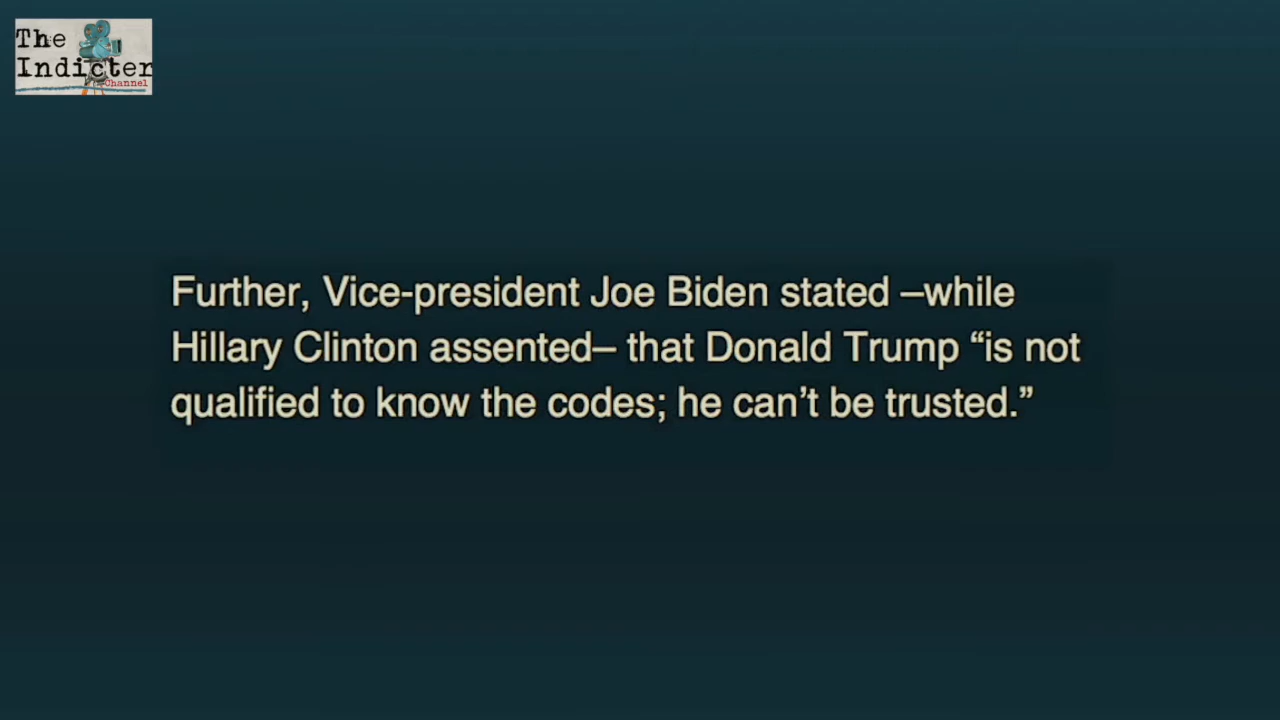 The
Indicter
Channel
Further, Vice-president Joe Biden stated –while
Hillary Clinton assented– that Donald Trump “is not
qualified to know the codes; he can’t be trusted.”